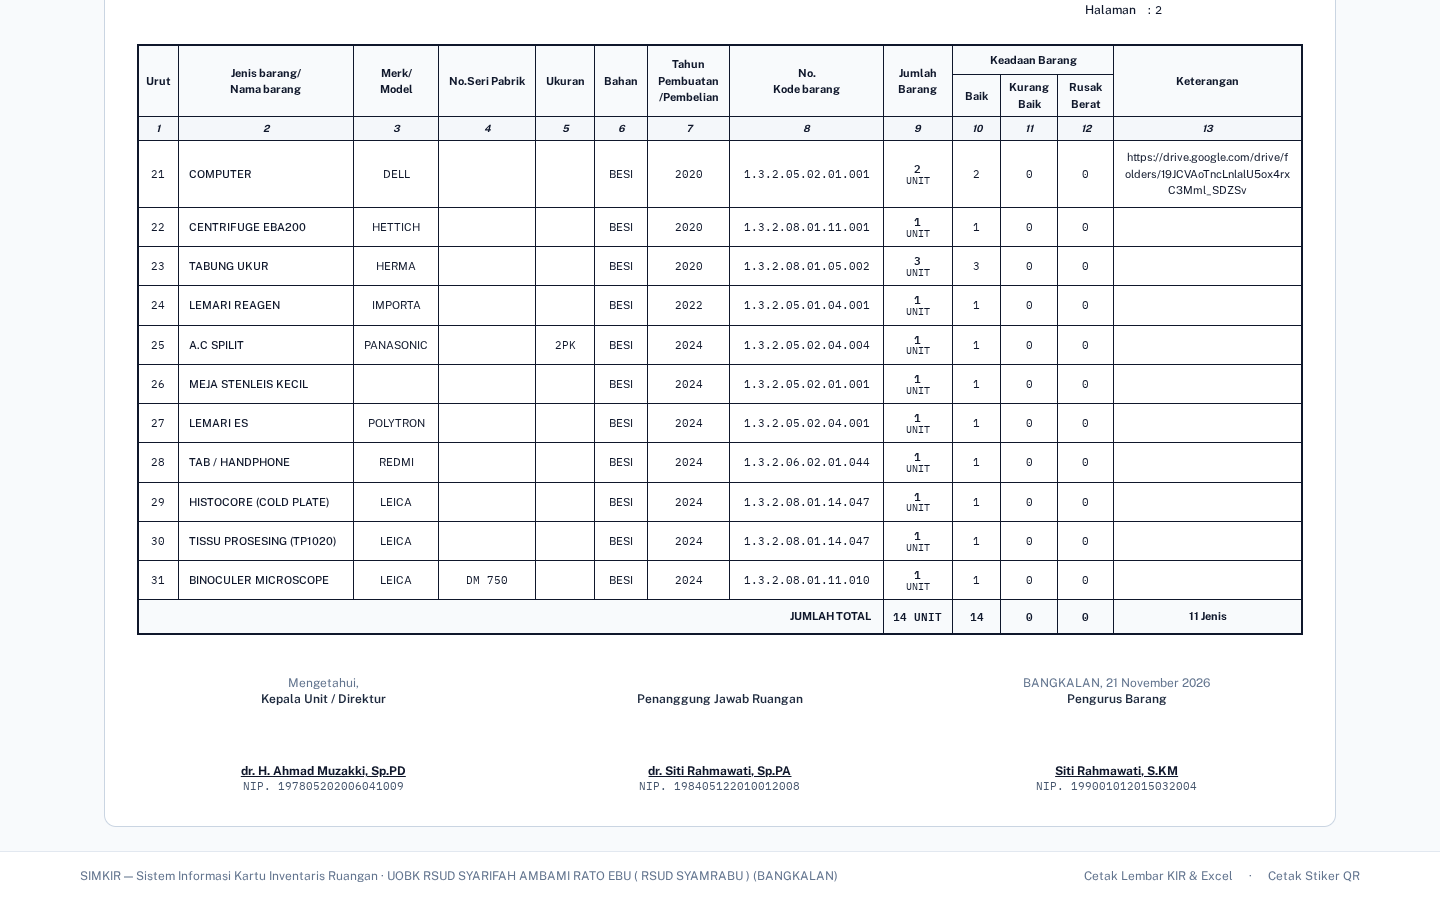 Halaman : 2
Urut Jenis barang/ Nama barang Merk/ Model No.Seri Pabrik Ukuran Bahan Tahun Pembuatan /Pembelian No. Kode barang Jumlah Barang Keadaan Barang Baik Kurang Baik Rusak Berat Keterangan
1 2 3 4 5 6 7 8 9 10 11 12 13
21 COMPUTER DELL BESI 2020 1.3.2.05.02.01.001 2 UNIT 2 0 0 https://drive.google.com/drive/f
olders/19JCVAoTncLnlalU5ox4rx
C3Mml_SDZSv
22 CENTRIFUGE EBA200 HETTICH BESI 2020 1.3.2.08.01.11.001 1 UNIT 1 0 0
23 TABUNG UKUR HERMA BESI 2020 1.3.2.08.01.05.002 3 UNIT 3 0 0
24 LEMARI REAGEN IMPORTA BESI 2022 1.3.2.05.01.04.001 1 UNIT 1 0 0
25 A.C SPILIT PANASONIC 2PK BESI 2024 1.3.2.05.02.04.004 1 UNIT 1 0 0
26 MEJA STENLEIS KECIL BESI 2024 1.3.2.05.02.01.001 1 UNIT 1 0 0
27 LEMARI ES POLYTRON BESI 2024 1.3.2.05.02.04.001 1 UNIT 1 0 0
28 TAB / HANDPHONE REDMI BESI 2024 1.3.2.06.02.01.044 1 UNIT 1 0 0
29 HISTOCORE (COLD PLATE) LEICA BESI 2024 1.3.2.08.01.14.047 1 UNIT 1 0 0
30 TISSU PROSESING (TP1020) LEICA BESI 2024 1.3.2.08.01.14.047 1 UNIT 1 0 0
31 BINOCULER MICROSCOPE LEICA DM 750 BESI 2024 1.3.2.08.01.11.010 1 UNIT 1 0 0
JUMLAH TOTAL 14 UNIT 14 0 0 11 Jenis
Mengetahui,
Kepala Unit / Direktur
dr. H. Ahmad Muzakki, Sp.PD
NIP. 197805202006041009
Penanggung Jawab Ruangan
dr. Siti Rahmawati, Sp.PA
NIP. 198405122010012008
BANGKALAN, 21 November 2026
Pengurus Barang
Siti Rahmawati, S.KM
NIP. 199001012015032004
SIMKIR — Sistem Informasi Kartu Inventaris Ruangan · UOBK RSUD SYARIFAH AMBAMI RATO EBU ( RSUD SYAMRABU ) (BANGKALAN)
Cetak Lembar KIR & Excel · Cetak Stiker QR